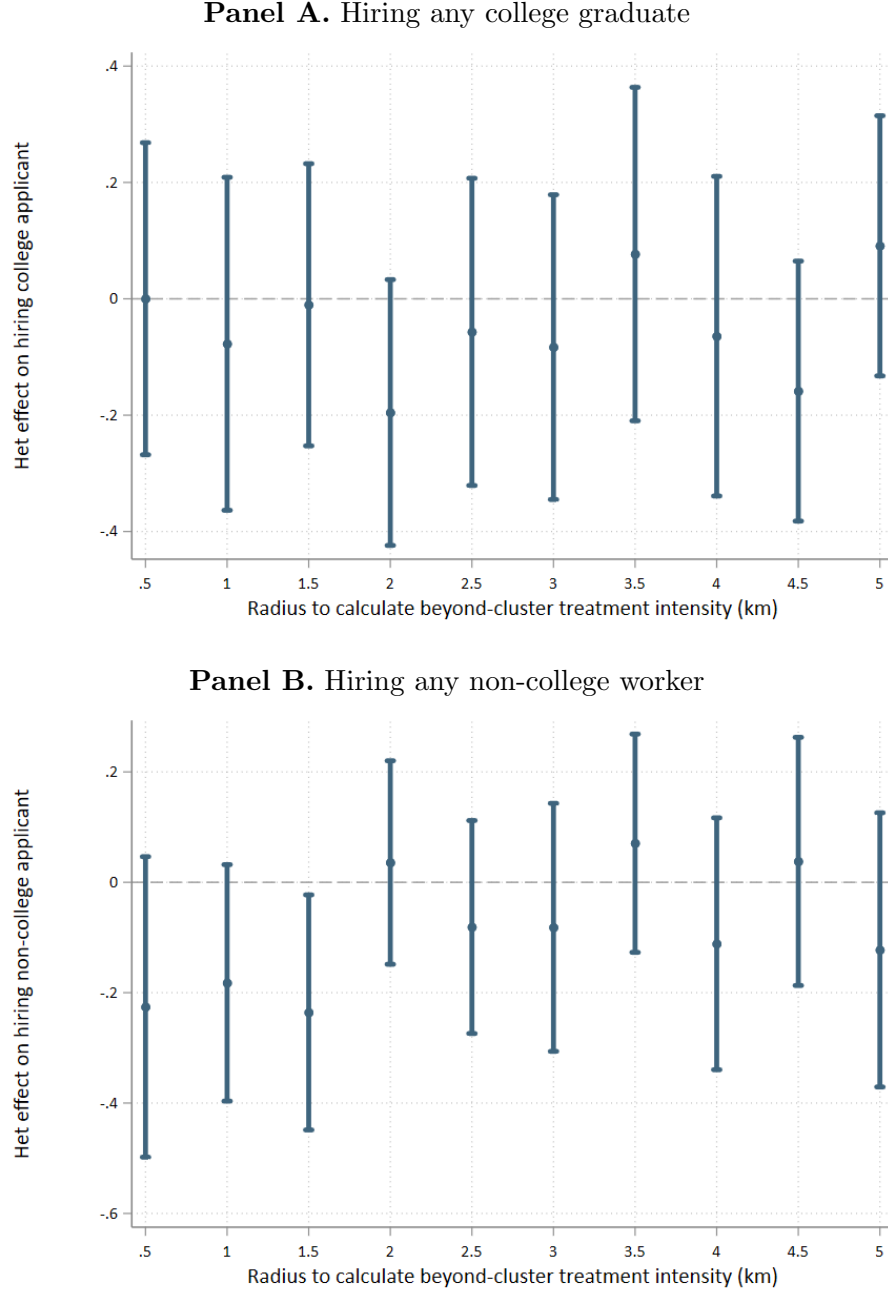 Panel A. Hiring any college graduate
Het effect on hiring college applicant
.4
.2
0
-.2
-.4
.5 1 1.5 2 2.5 3 3.5 4 4.5 5
Radius to calculate beyond-cluster treatment intensity (km)
Panel B. Hiring any non-college worker
Het effect on hiring non-college applicant
.2
0
-.2
-.4
-.6
.5 1 1.5 2 2.5 3 3.5 4 4.5 5
Radius to calculate beyond-cluster treatment intensity (km)